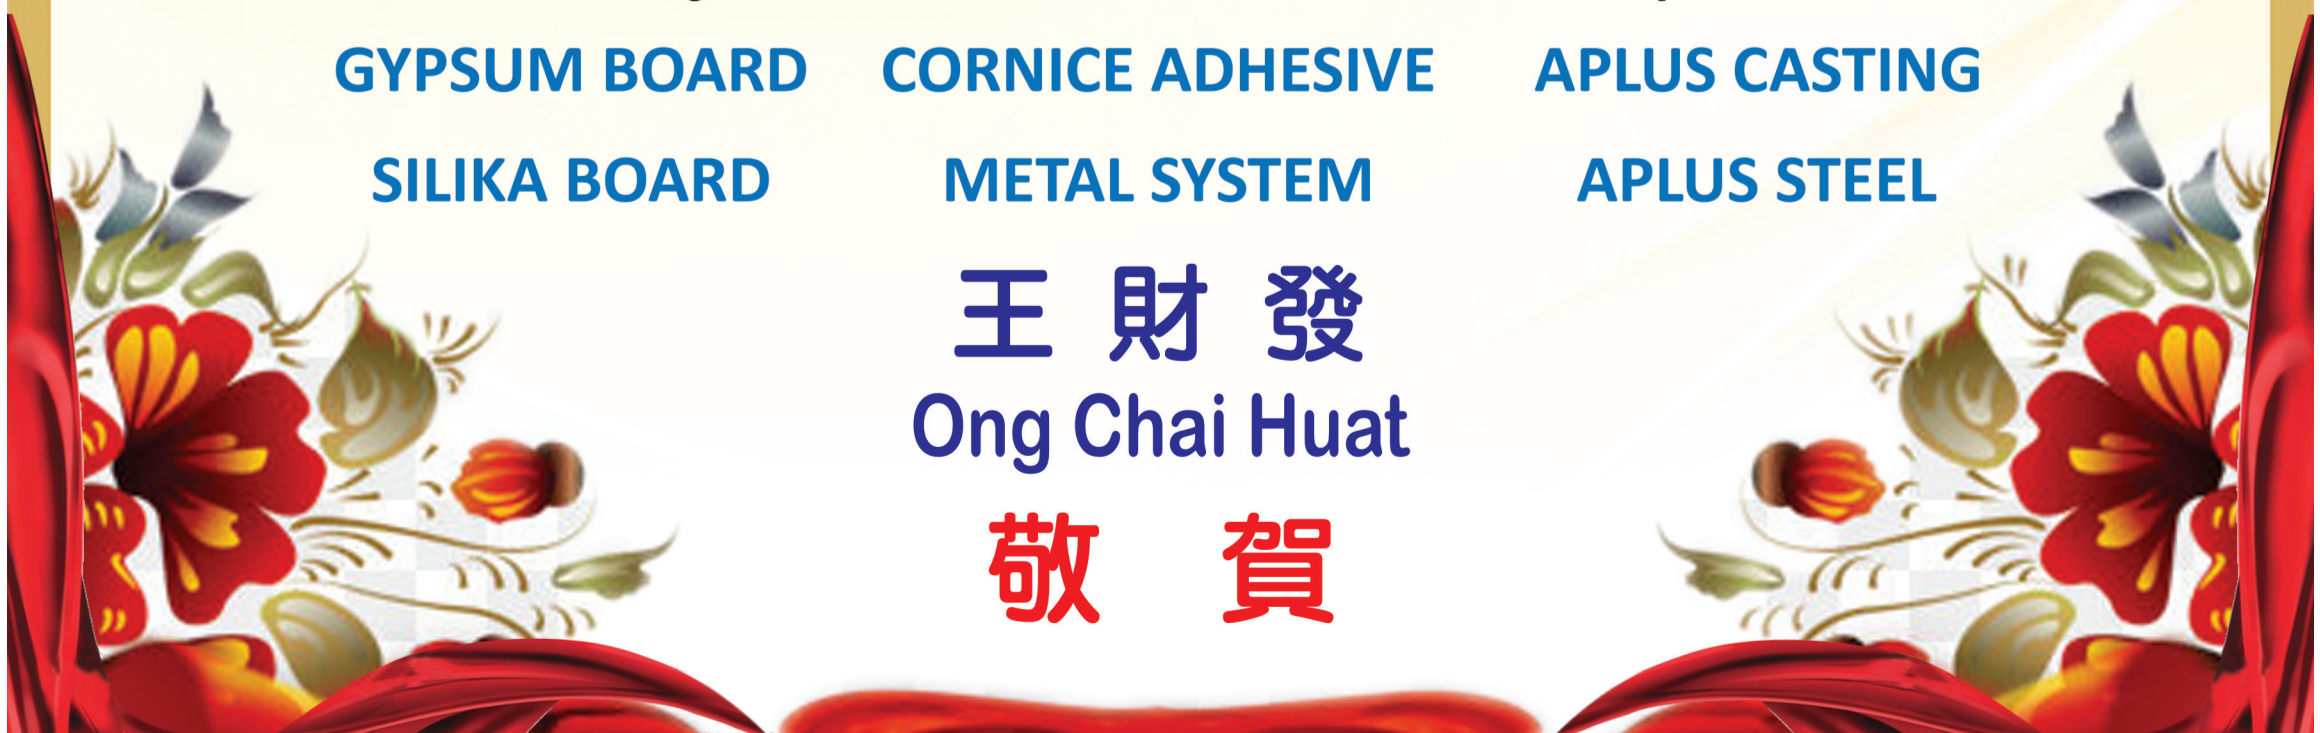 GYPSUM BOARD CORNICE ADHESIVE APLUS CASTING
SILIKA BOARD METAL SYSTEM APLUS STEEL
王 財 發
Ong Chai Huat
敬 賀